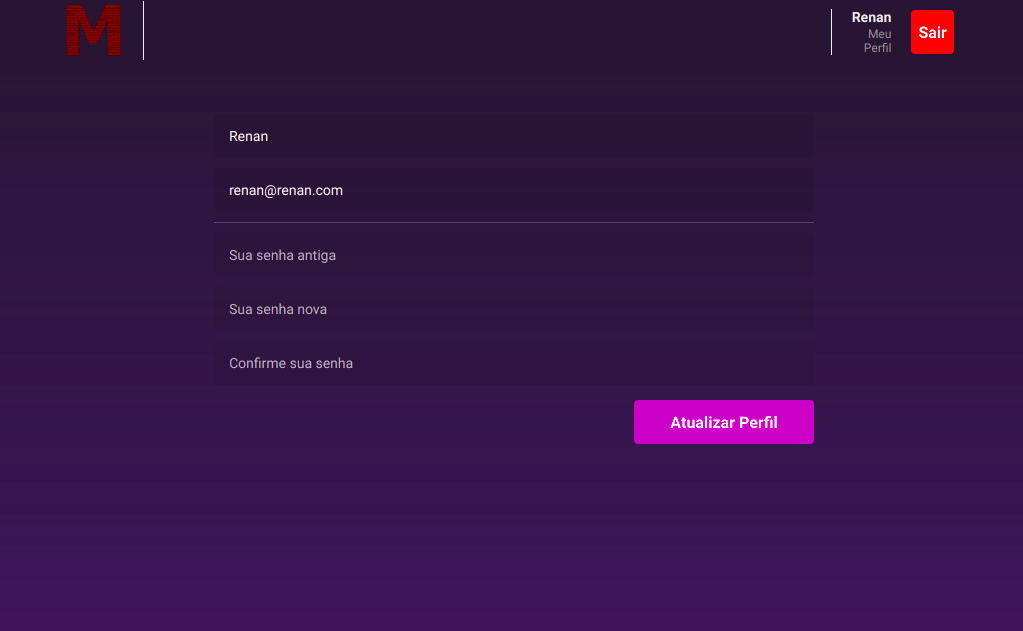 M
Renan
Meu
Perfil
Sair
Renan
renan@renan.com
Sua senha antiga
Sua senha nova
Confirme sua senha
Atualizar Perfil